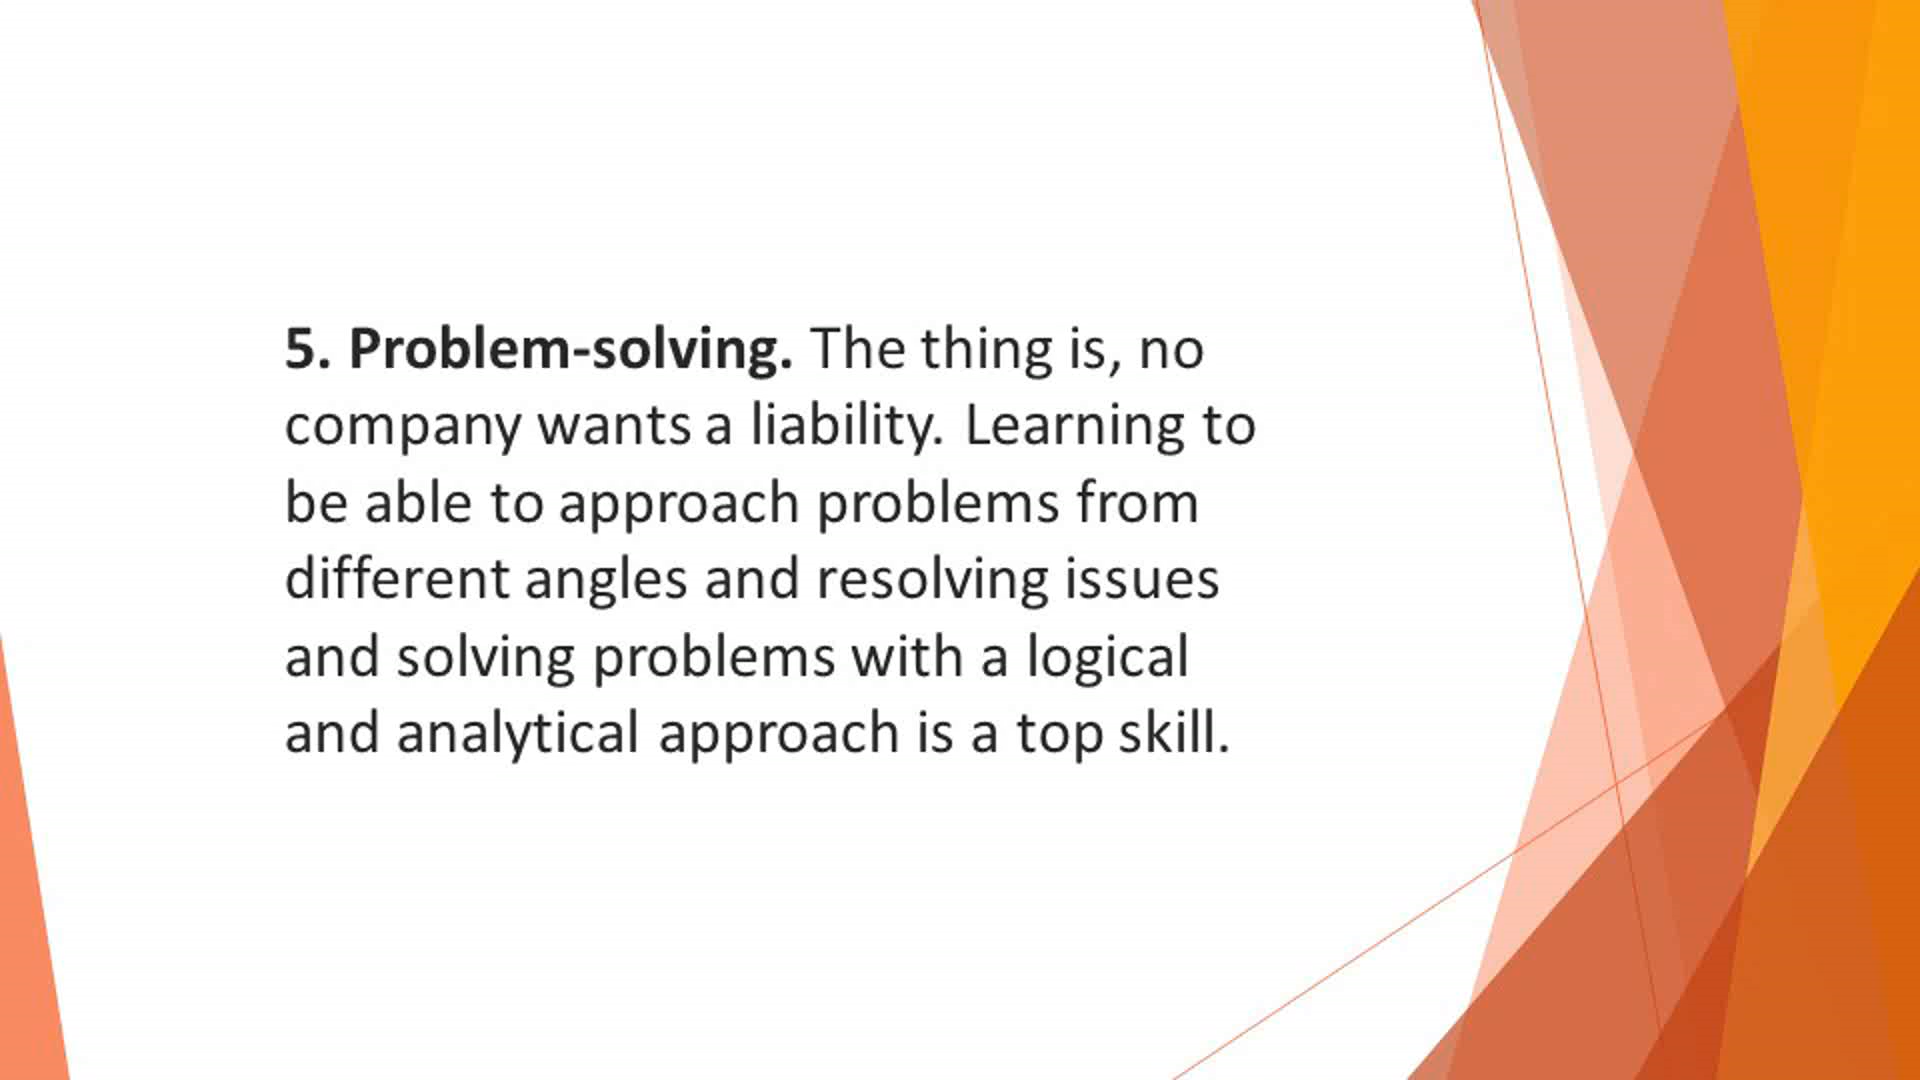 5. Problem-solving. The thing is, no
company wants a liability. Learning to
be able to approach problems from
different angles and resolving issues
and solving problems with a logical
and analytical approach is a top skill.